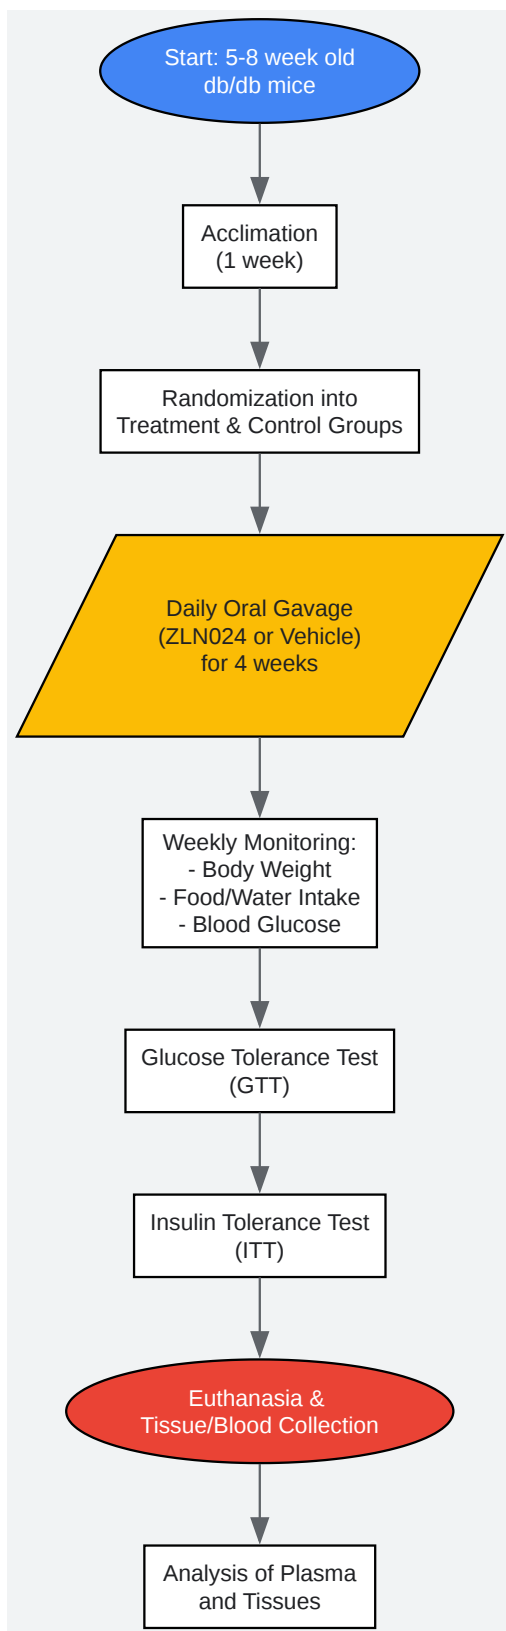 Start: 5-8 week old
db/db mice
Acclimation
(1 week)
Randomization into
Treatment & Control Groups
Daily Oral Gavage
(ZLN024 or Vehicle)
for 4 weeks
Weekly Monitoring:
- Body Weight
- Food/Water Intake
- Blood Glucose
Glucose Tolerance Test
(GTT)
Insulin Tolerance Test
(ITT)
Euthanasia &
Tissue/Blood Collection
Analysis of Plasma
and Tissues